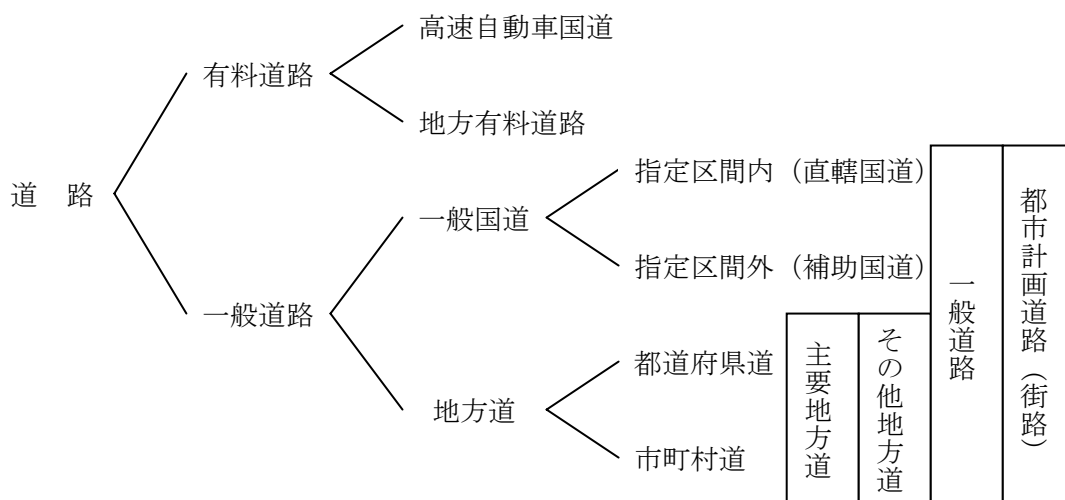 高速自動車国道
有料道路
地方有料道路
指定区間内（直轄国道）
道　路
一般国道
指定区間外（補助国道）
一般道路
都道府県道
地方道
市町村道
主要地方道
その他地方道
一般道路
都市計画道路（街路）